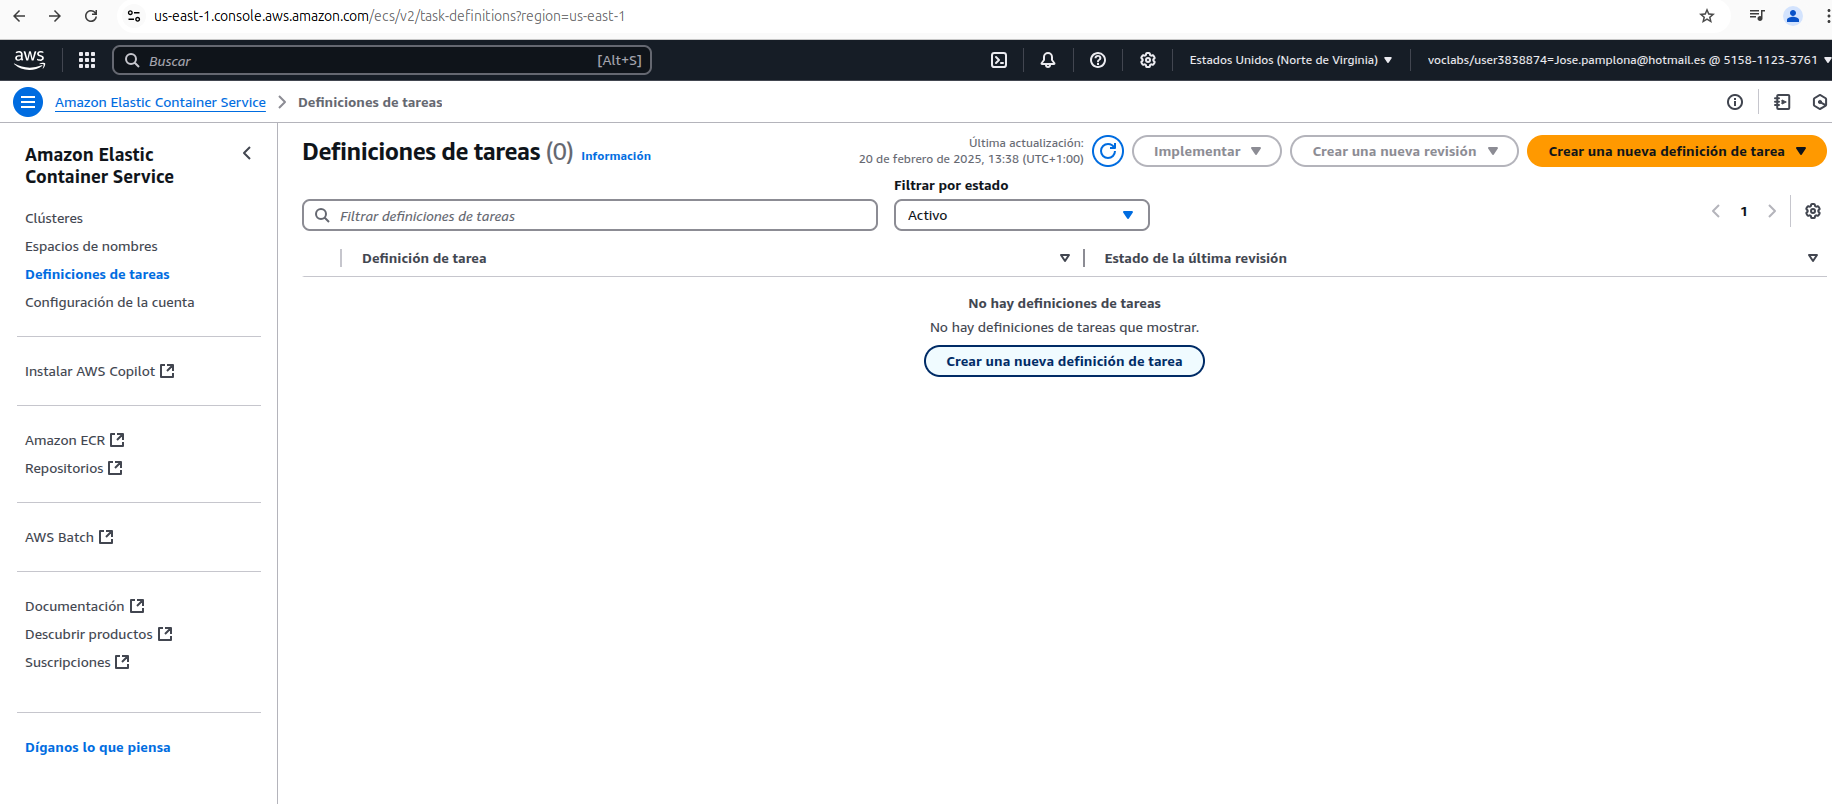 us-east-1.console.aws.amazon.com/ecs/v2/task-definitions?region=us-east-1
aws
Buscar
[Alt+S]
Estados Unidos (Norte de Virginia)
voclabs/user3838874=Jose.pamplona@hotmail.es @ 5158-1123-3761
Amazon Elastic Container Service
Definiciones de tareas
Amazon Elastic
Container Service
Clústeres
Espacios de nombres
Definiciones de tareas
Configuración de la cuenta
Instalar AWS Copilot
Amazon ECR
Repositorios
AWS Batch
Documentación
Descubrir productos
Suscripciones
Díganos lo que piensa
Definiciones de tareas (0) Información
Última actualización:
20 de febrero de 2025, 13:38 (UTC+1:00)
Implementar
Crear una nueva revisión
Crear una nueva definición de tarea
Filtrar definiciones de tareas
Filtrar por estado
Activo
1
Definición de tarea
Estado de la última revisión
No hay definiciones de tareas
No hay definiciones de tareas que mostrar.
Crear una nueva definición de tarea